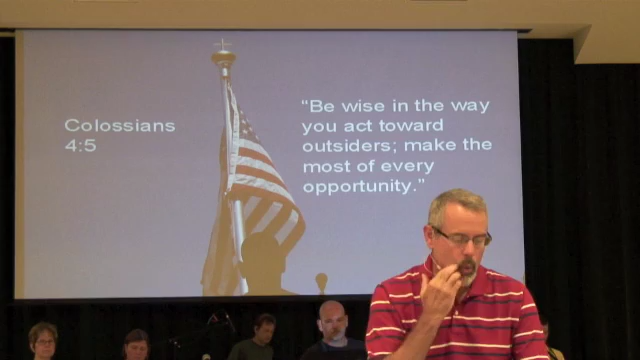 Colossians
4:5
"Be wise in the way
you act toward
outsiders; make the
most of every
opportunity."